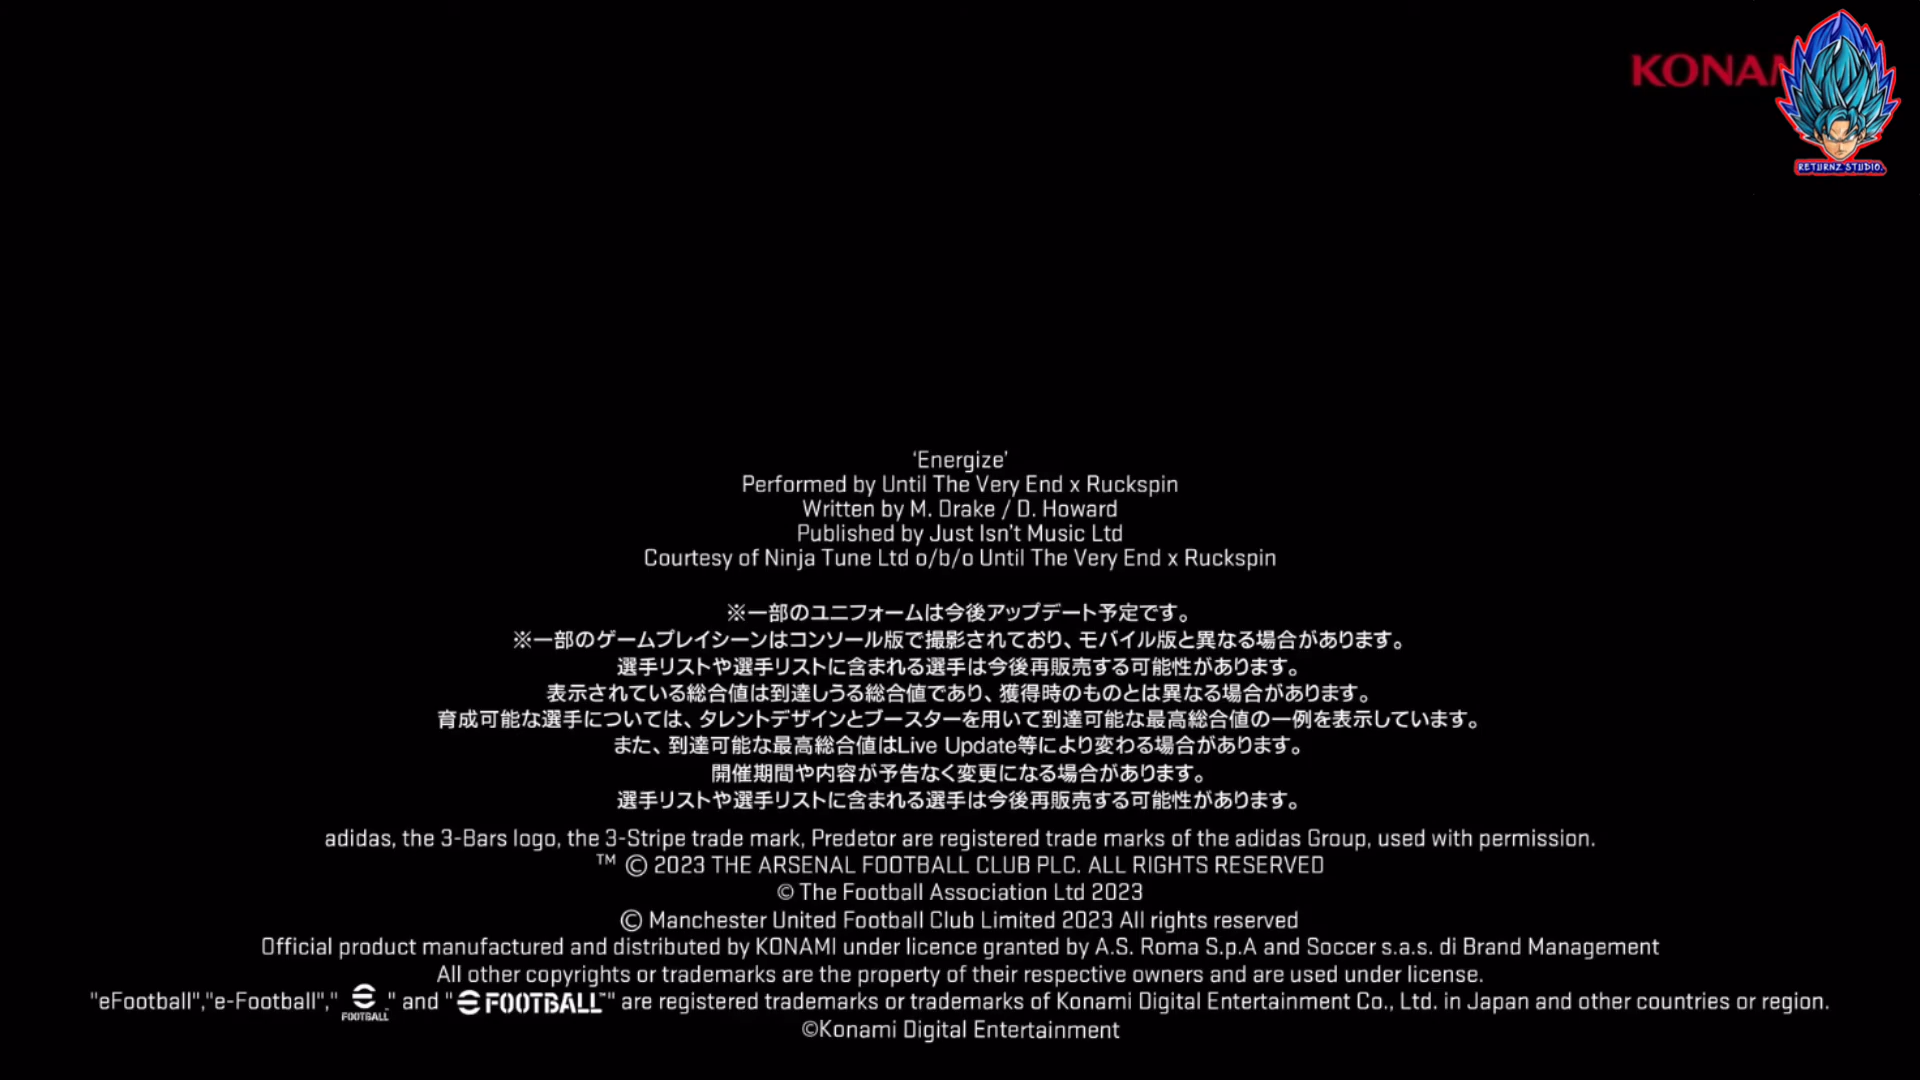 KONAM
RETURNZ STUDIO.
‘Energize’
Performed by Until The Very End x Ruckspin
Written by M. Drake / D. Howard
Published by Just Isn’t Music Ltd
Courtesy of Ninja Tune Ltd o/b/o Until The Very End x Ruckspin
※一部のユニフォームは今後アップデート予定です。
※一部のゲームプレイシーンはコンソール版で撮影されており、モバイル版と異なる場合があります。
選手リストや選手リストに含まれる選手は今後再販売する可能性があります。
表示されている総合値は到達しうる総合値であり、獲得時のものとは異なる場合があります。
育成可能な選手については、タレントデザインとブースターを用いて到達可能な最高総合値の一例を表示しています。
また、到達可能な最高総合値はLive Update等により変わる場合があります。
開催期間や内容が予告なく変更になる場合があります。
選手リストや選手リストに含まれる選手は今後再販売する可能性があります。
adidas, the 3-Bars logo, the 3-Stripe trade mark, Predetor are registered trade marks of the adidas Group, used with permission.
™ © 2023 THE ARSENAL FOOTBALL CLUB PLC. ALL RIGHTS RESERVED
© The Football Association Ltd 2023
© Manchester United Football Club Limited 2023 All rights reserved
Official product manufactured and distributed by KONAMI under licence granted by A.S. Roma S.p.A and Soccer s.a.s. di Brand Management
All other copyrights or trademarks are the property of their respective owners and are used under license.
"eFootball","e-Football","e FOOTBALL™" and "eFOOTBALL™" are registered trademarks or trademarks of Konami Digital Entertainment Co., Ltd. in Japan and other countries or region.
©Konami Digital Entertainment